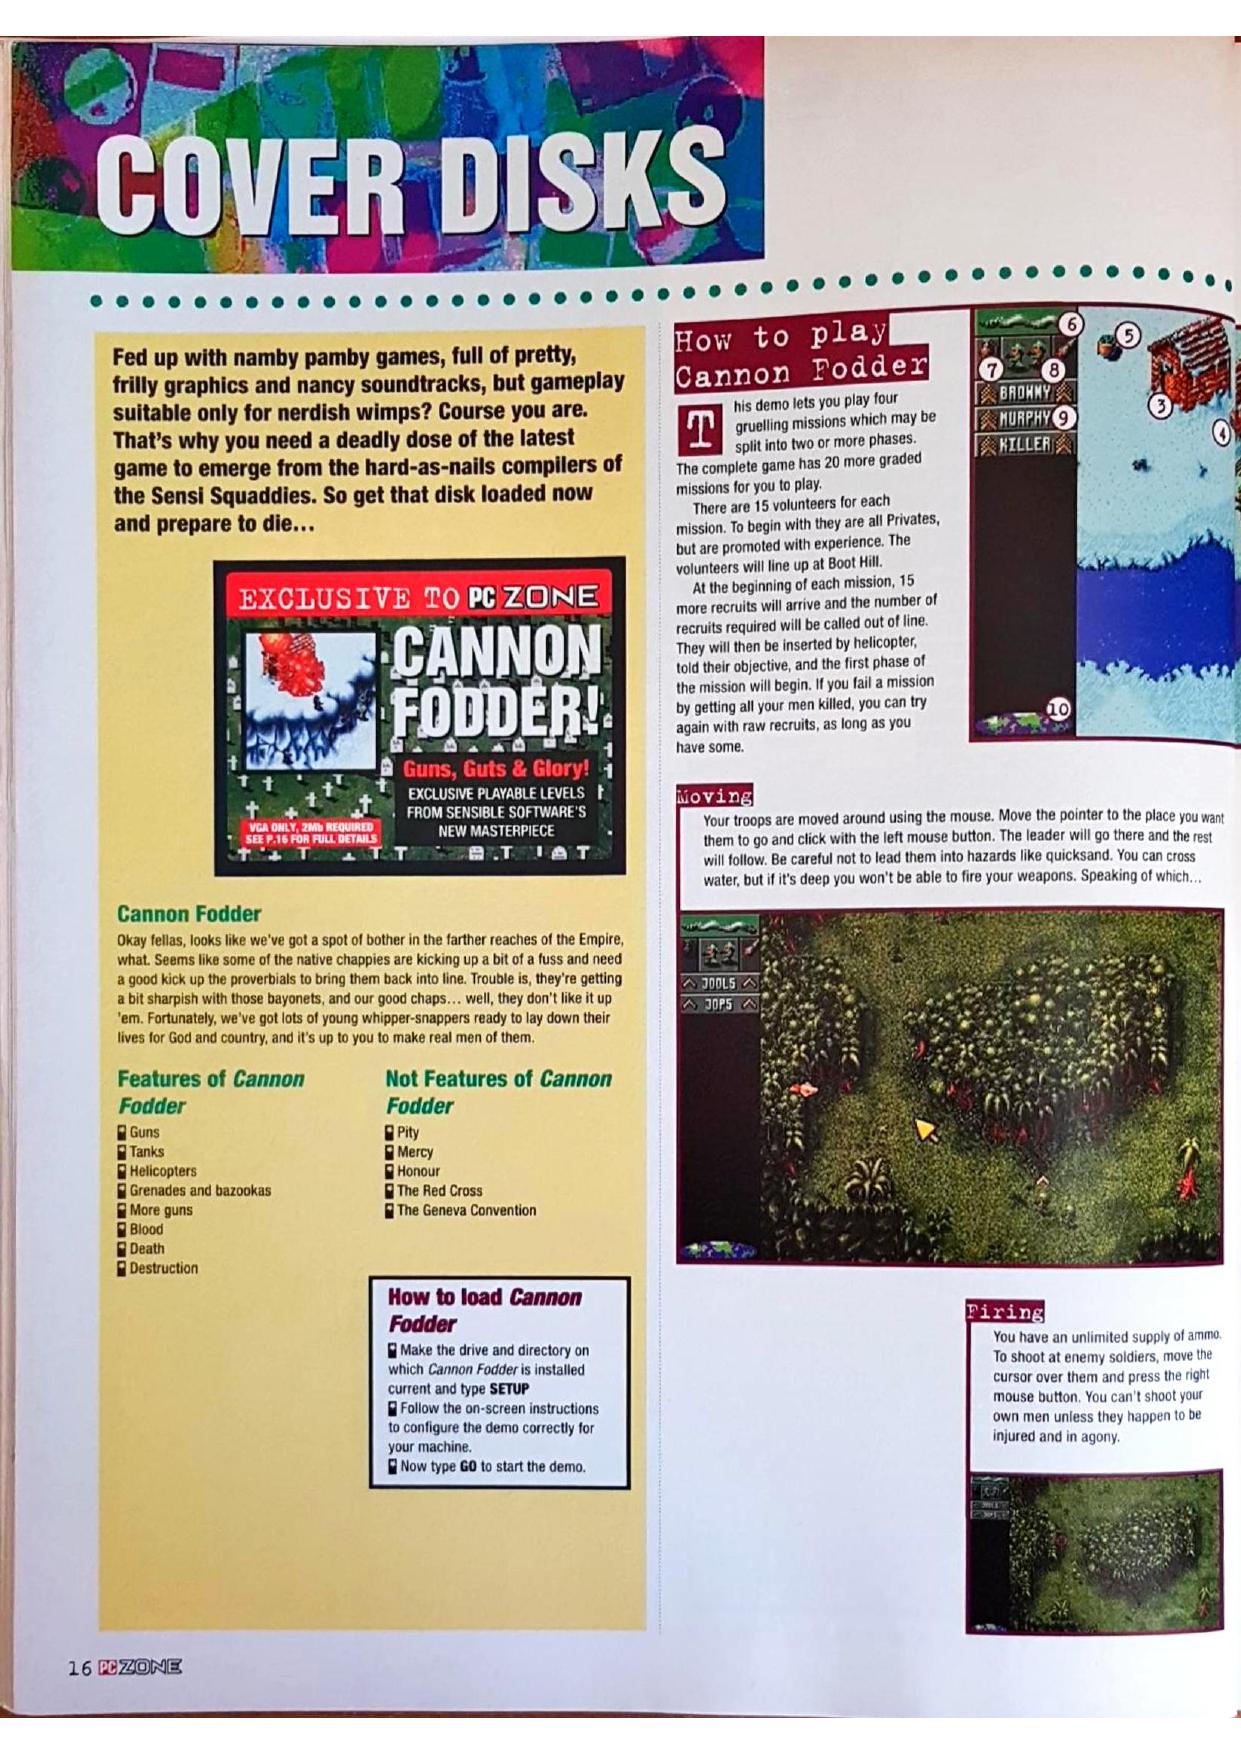 COVER DISKS
Fed up with namby pamby games, full of pretty,
frilly graphics and nancy soundtracks, but gameplay
suitable only for nerdish wimps? Course you are.
That's why you need a deadly dose of the latest
game to emerge from the hard-as-nails compilers of
the Sensi Squaddies. So get that disk loaded now
and prepare to die...
EXCLUSIVE TO PC ZONE
CANNON
FODDER!
Guns, Guts & Glory!
EXCLUSIVE PLAYABLE LEVELS
FROM SENSIBLE SOFTWARE'S
NEW MASTERPIECE
VGA ONLY, 2Mb REQUIRED
SEE P.16 FOR FULL DETAILS
Cannon Fodder
Okay fellas, looks like we've got a spot of bother in the farther reaches of the Empire,
what. Seems like some of the native chappies are kicking up a bit of a fuss and need
a good kick up the proverbials to bring them back into line. Trouble is, they're getting
a bit sharpish with those bayonets, and our good chaps... well, they don't like it up
'em. Fortunately, we've got lots of young whipper-snappers ready to lay down their
lives for God and country, and it's up to you to make real men of them.
Features of Cannon
Fodder
Guns
Tanks
Helicopters
Grenades and bazookas
More guns
Blood
Death
Destruction
Not Features of Cannon
Fodder
Pity
Mercy
Honour
The Red Cross
The Geneva Convention
How to load Cannon
Fodder
Make the drive and directory on
which Cannon Fodder is installed
current and type SETUP
Follow the on-screen instructions
to configure the demo correctly for
your machine.
Now type GO to start the demo.
How to play
Cannon Fodder
This demo lets you play four
gruelling missions which may be
split into two or more phases.
The complete game has 20 more graded
missions for you to play.
There are 15 volunteers for each
mission. To begin with they are all Privates,
but are promoted with experience. The
volunteers will line up at Boot Hill.
At the beginning of each mission, 15
more recruits will arrive and the number of
recruits required will be called out of line.
They will then be inserted by helicopter,
told their objective, and the first phase of
the mission will begin. If you fail a mission
by getting all your men killed, you can try
again with raw recruits, as long as you
have some.
6
5
7
8
3
BROWNY
MURPHY 9
4
KILLER
10
Moving
Your troops are moved around using the mouse. Move the pointer to the place you want
them to go and click with the left mouse button. The leader will go there and the rest
will follow. Be careful not to lead them into hazards like quicksand. You can cross
water, but if it's deep you won't be able to fire your weapons. Speaking of which...
JOOLS
JOPS
Firing
You have an unlimited supply of ammo.
To shoot at enemy soldiers, move the
cursor over them and press the right
mouse button. You can't shoot your
own men unless they happen to be
injured and in agony.
16 PC ZONE